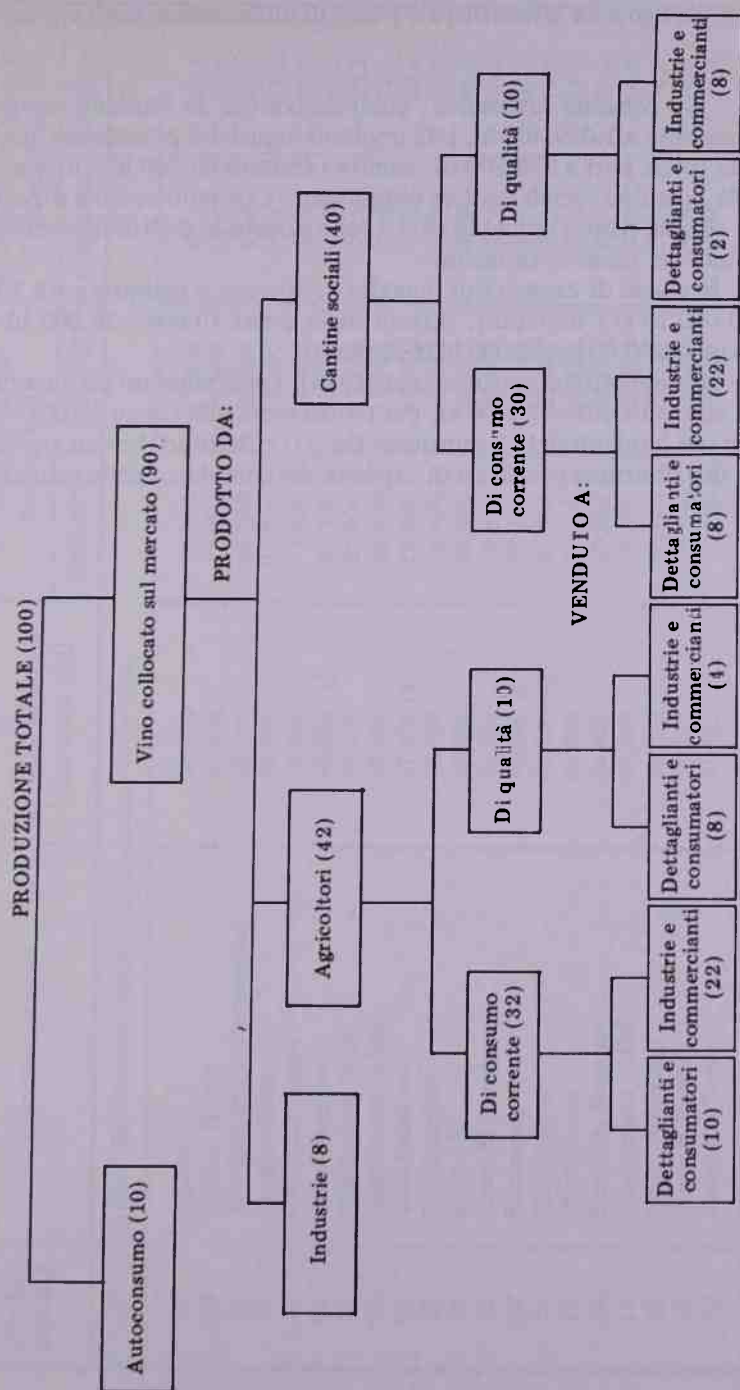 PRODUZIONE TOTALE (100)
Autoconsumo (10)
Vino collocato sul mercato (90)
PRODOTTO DA:
Industrie (8)
Agricoltori (42)
Cantine sociali (40)
Di consumo
corrente (32)
Di qualità (10)
Di consumo
corrente (30)
Di qualità (10)
VENDUIO A:
Dettaglianti e
consumatori
(10)
Industrie e
commercianti
(22)
Dettaglianti e
consumatori
(8)
Industrie e
commercianti
(4)
Dettaglianti e
consumatori
(8)
Industrie e
commercianti
(22)
Dettaglianti e
consumatori
(2)
Industrie e
commercianti
(8)